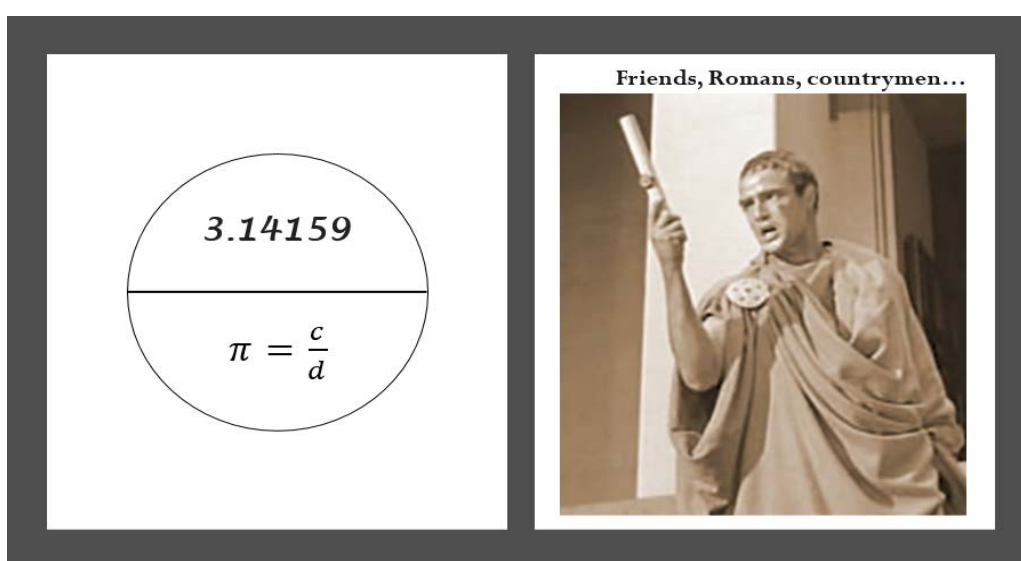 3.14159
π = c/d
Friends, Romans, countrymen...